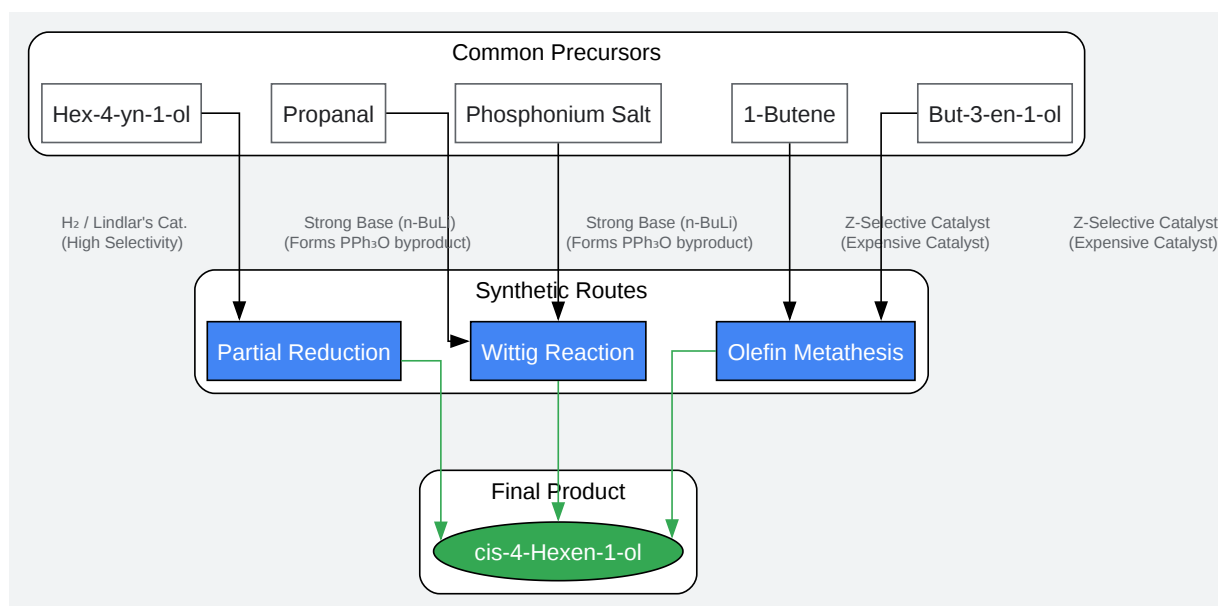 Common Precursors
Hex-4-yn-1-ol
Propanal
Phosphonium Salt
1-Butene
But-3-en-1-ol
H₂ / Lindlar's Cat.
(High Selectivity)
Strong Base (n-BuLi)
(Forms PPh₃O byproduct)
Strong Base (n-BuLi)
(Forms PPh₃O byproduct)
Z-Selective Catalyst
(Expensive Catalyst)
Z-Selective Catalyst
(Expensive Catalyst)
Synthetic Routes
Partial Reduction
Wittig Reaction
Olefin Metathesis
Final Product
cis-4-Hexen-1-ol